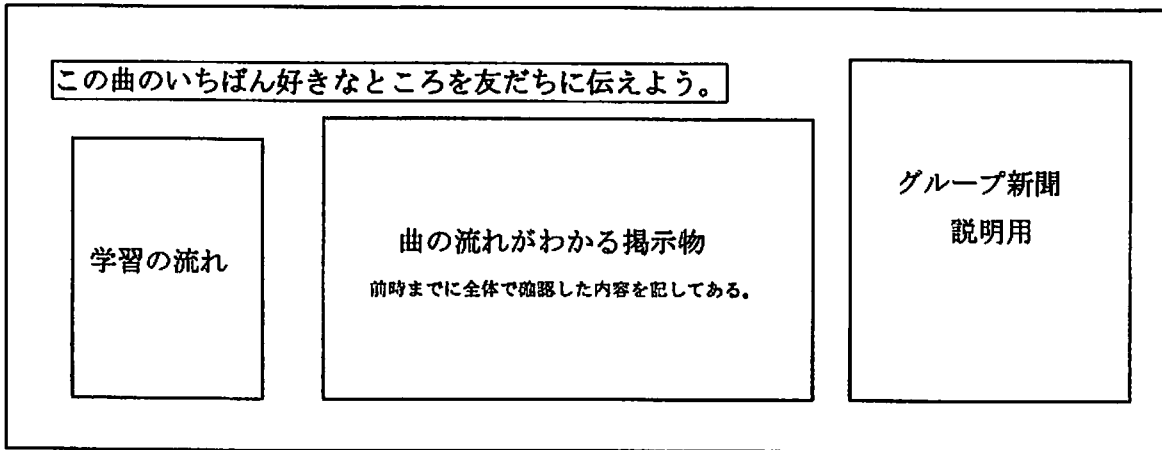 この曲のいちばん好きなところを友だちに伝えよう。
学習の流れ
曲の流れがわかる掲示物
前時までに全体で確認した内容を記してある。
グループ新聞
説明用